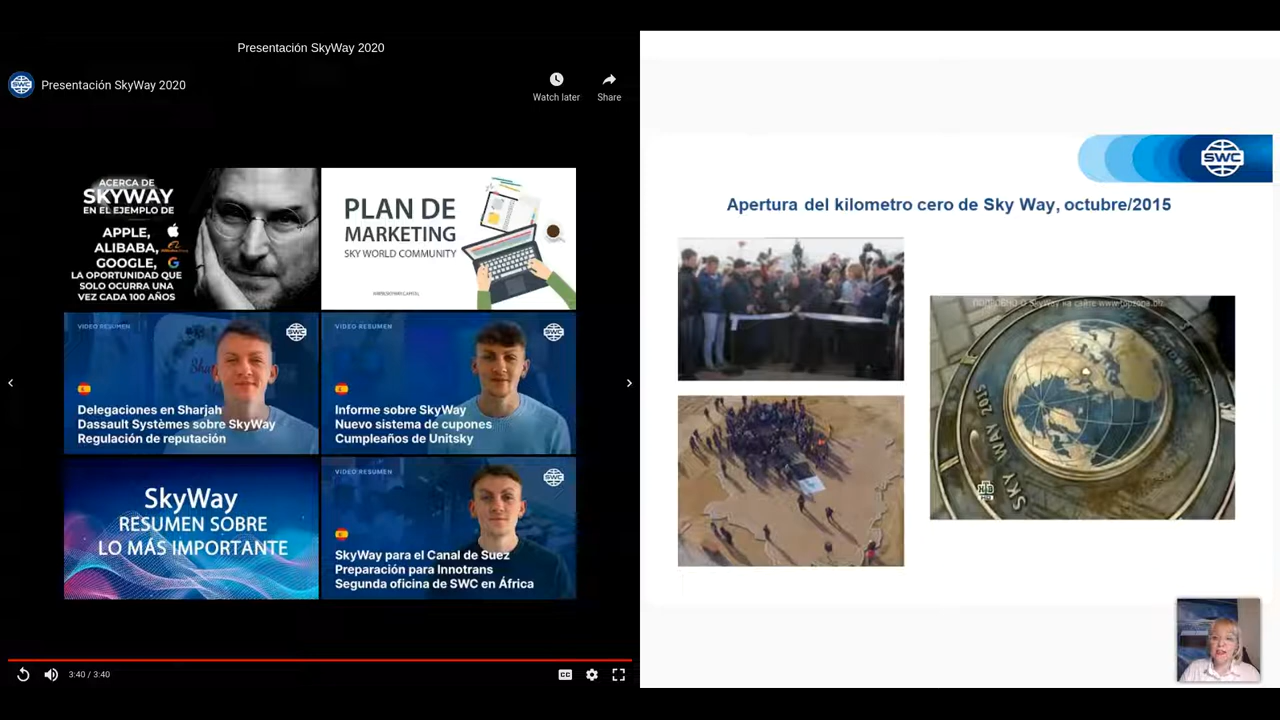 Presentación SkyWay 2020
Presentación SkyWay 2020
Watch later
Share
ACERCA DE
SKYWAY
EN EL EJEMPLO DE
APPLE,
ALIBABA,
GOOGLE,
LA OPORTUNIDAD QUE
SOLO OCURRA UNA
VEZ CADA 100 AÑOS
PLAN DE
MARKETING
SKY WORLD COMMUNITY
VIDEO RESUMEN
SWC
Delegaciones en Sharjah
Dassault Systèmes sobre SkyWay
Regulación de reputación
VIDEO RESUMEN
SWC
Informe sobre SkyWay
Nuevo sistema de cupones
Cumpleaños de Unitsky
SkyWay
RESUMEN SOBRE
LO MÁS IMPORTANTE
VIDEO RESUMEN
SWC
SkyWay para el Canal de Suez
Preparación para Innotrans
Segunda oficina de SWC en África
3:40 / 3:40
CC
SWC
Apertura del kilometro cero de Sky Way, octubre/2015
SKY WAY 2015